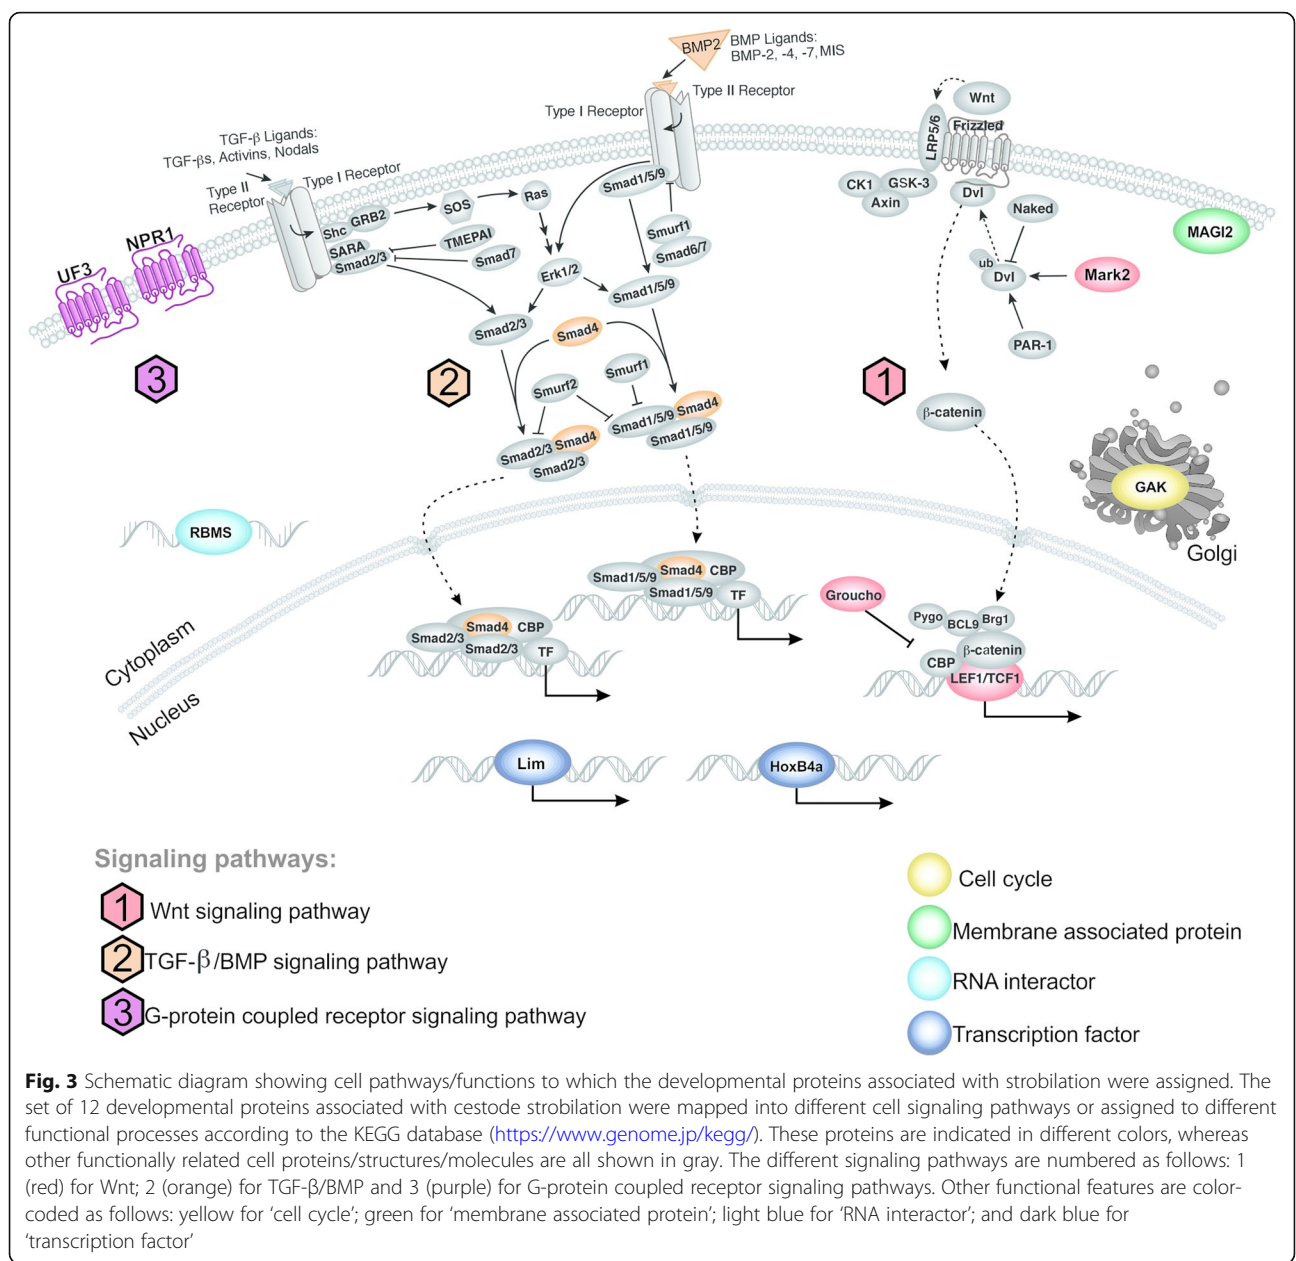 BMP2
BMP Ligands:
BMP-2, -4, -7, MIS
Type I Receptor
Type II Receptor
TGF-β Ligands:
TGF-βs, Activins, Nodals
Type II
Receptor
Type I Receptor
Shc
GRB2
SOS
Ras
SARA
Smad2/3
TMEPAI
Smad7
Erk1/2
Smad1/5/9
Smurf1
Smad6/7
Smad1/5/9
Smad2/3
Smad4
Smurf2
Smurf1
Smad2/3
Smad4
Smad2/3
Smad1/5/9
Smad4
Smad1/5/9
UF3
NPR1
3
2
1
Wnt
Frizzled
LRP5/6
CK1
GSK-3
Axin
Dvl
Naked
ub
Dvl
Mark2
PAR-1
MAGI2
β-catenin
GAK
Golgi
RBMS
Cytoplasm
Nucleus
Smad2/3
Smad4
CBP
Smad2/3
TF
Smad1/5/9
Smad4
CBP
Smad1/5/9
TF
Groucho
Pygo
BCL9
Brg1
β-catenin
CBP
LEF1/TCF1
Lim
HoxB4a
Signaling pathways:
1 Wnt signaling pathway
2 TGF-β/BMP signaling pathway
3 G-protein coupled receptor signaling pathway
Cell cycle
Membrane associated protein
RNA interactor
Transcription factor
Fig. 3 Schematic diagram showing cell pathways/functions to which the developmental proteins associated with strobilation were assigned. The
set of 12 developmental proteins associated with cestode strobilation were mapped into different cell signaling pathways or assigned to different
functional processes according to the KEGG database (https://www.genome.jp/kegg/). These proteins are indicated in different colors, whereas
other functionally related cell proteins/structures/molecules are all shown in gray. The different signaling pathways are numbered as follows: 1
(red) for Wnt; 2 (orange) for TGF-β/BMP and 3 (purple) for G-protein coupled receptor signaling pathways. Other functional features are color-
coded as follows: yellow for ‘cell cycle’; green for ‘membrane associated protein’; light blue for ‘RNA interactor’; and dark blue for
‘transcription factor’